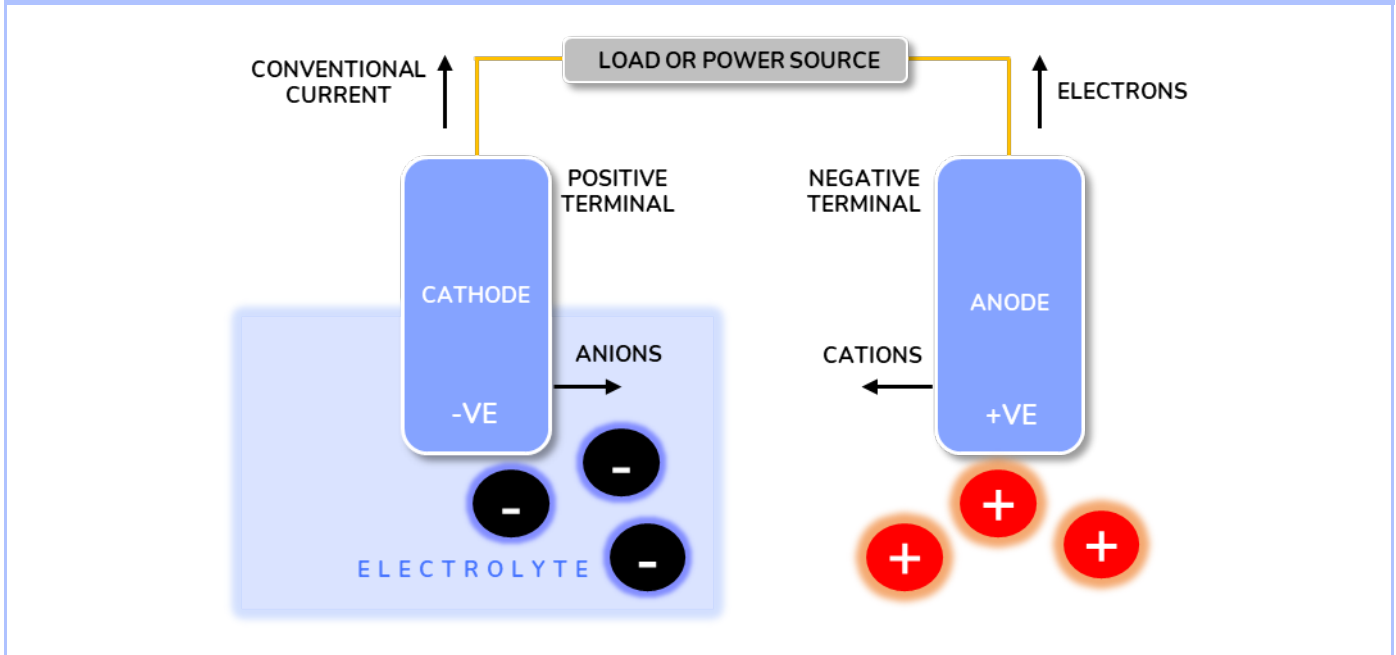 LOAD OR POWER SOURCE
CONVENTIONAL
CURRENT
ELECTRONS
POSITIVE
TERMINAL
NEGATIVE
TERMINAL
CATHODE
ANODE
ANIONS
CATIONS
-VE
+VE
-
-
-
+
+
+
ELECTROLYTE